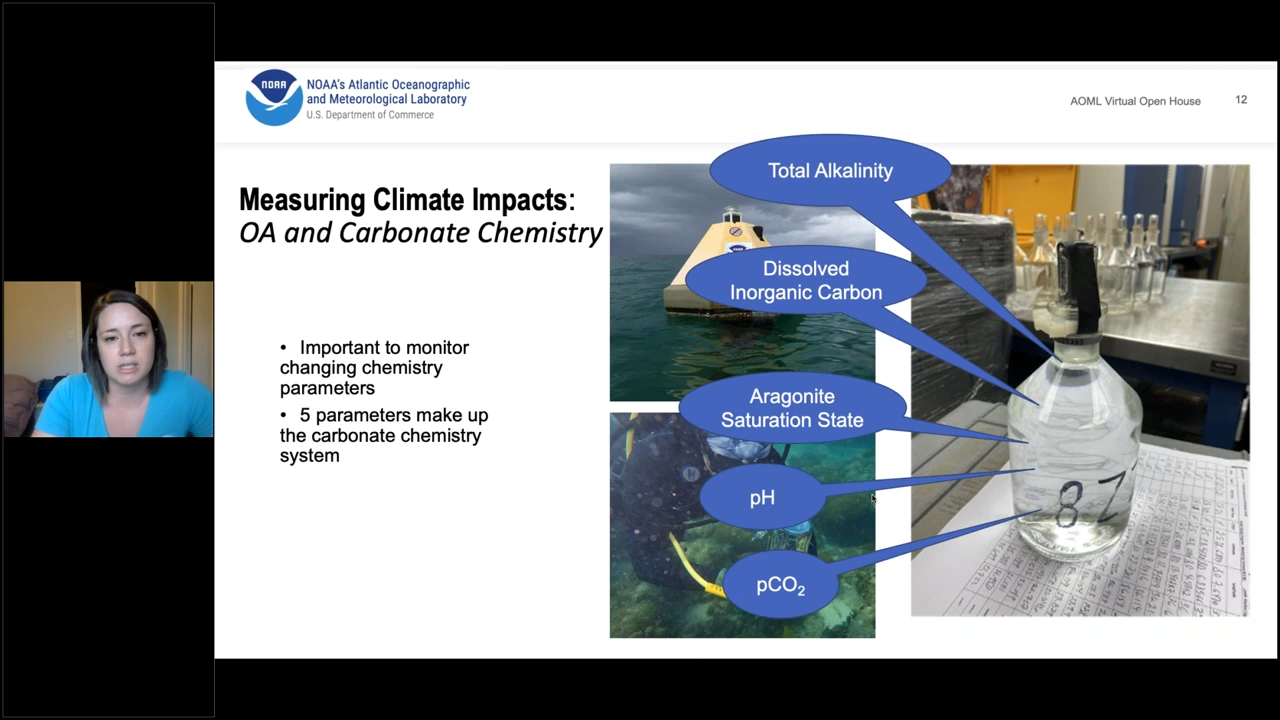 NOAA
NOAA's Atlantic Oceanographic
and Meteorological Laboratory
U.S. Department of Commerce
AOML Virtual Open House
12
Measuring Climate Impacts:
OA and Carbonate Chemistry
• Important to monitor
changing chemistry
parameters
• 5 parameters make up
the carbonate chemistry
system
Total Alkalinity
Dissolved
Inorganic Carbon
Aragonite
Saturation State
pH
pCO₂
87